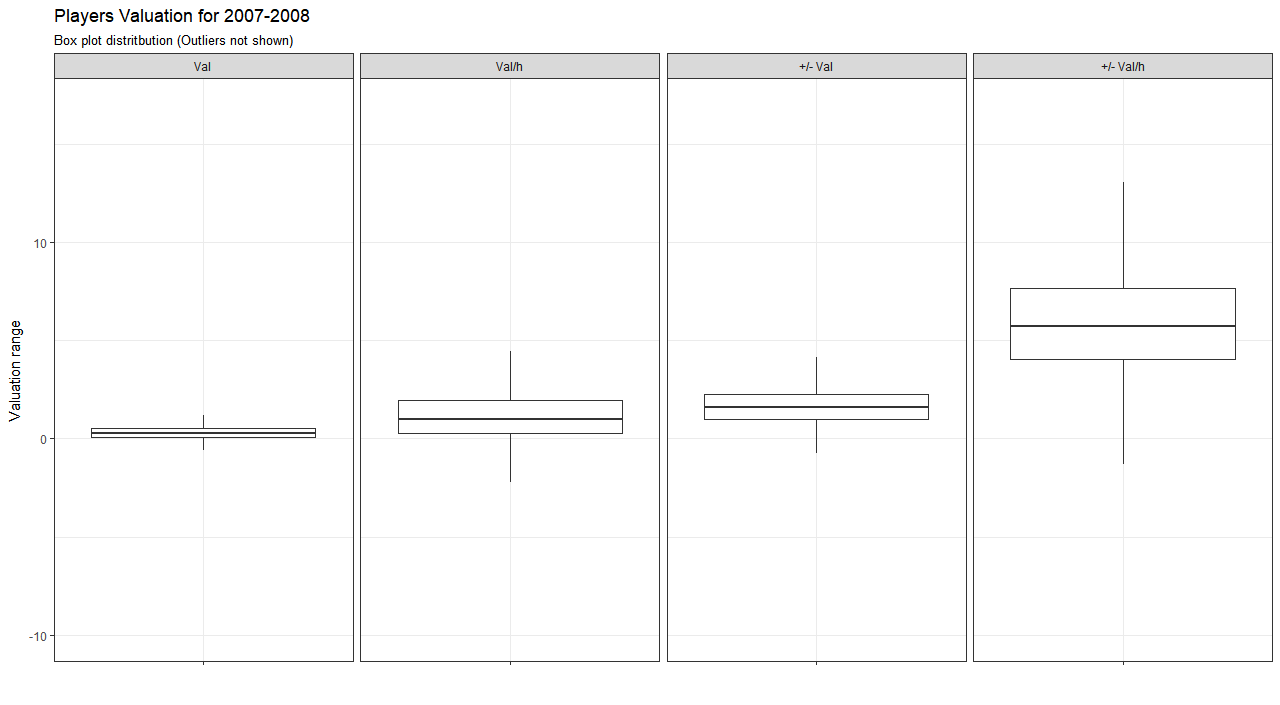 Players Valuation for 2007-2008
Box plot distritbution (Outliers not shown)
Val
Val/h
+/- Val
+/- Val/h
Valuation range
10
0
-10